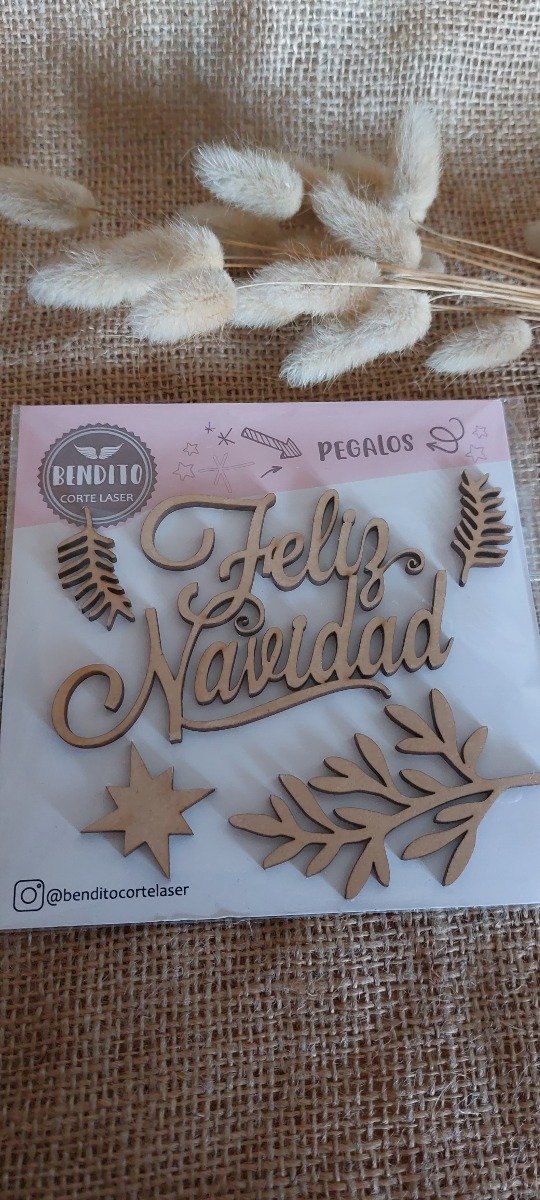 BENDITO
CORTE LASER
PEGALOS
Feliz
Navidad
@benditocortelaser